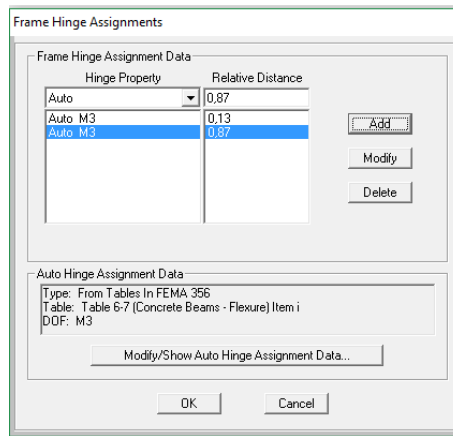 Frame Hinge Assignments
Frame Hinge Assignment Data
Hinge Property Relative Distance
Auto 0,87
Auto M3 0,13
Auto M3 0,87
Add
Modify
Delete
Auto Hinge Assignment Data
Type: From Tables In FEMA 356
Table: Table 6-7 (Concrete Beams - Flexure) Item i
DOF: M3
Modify/Show Auto Hinge Assignment Data...
OK Cancel